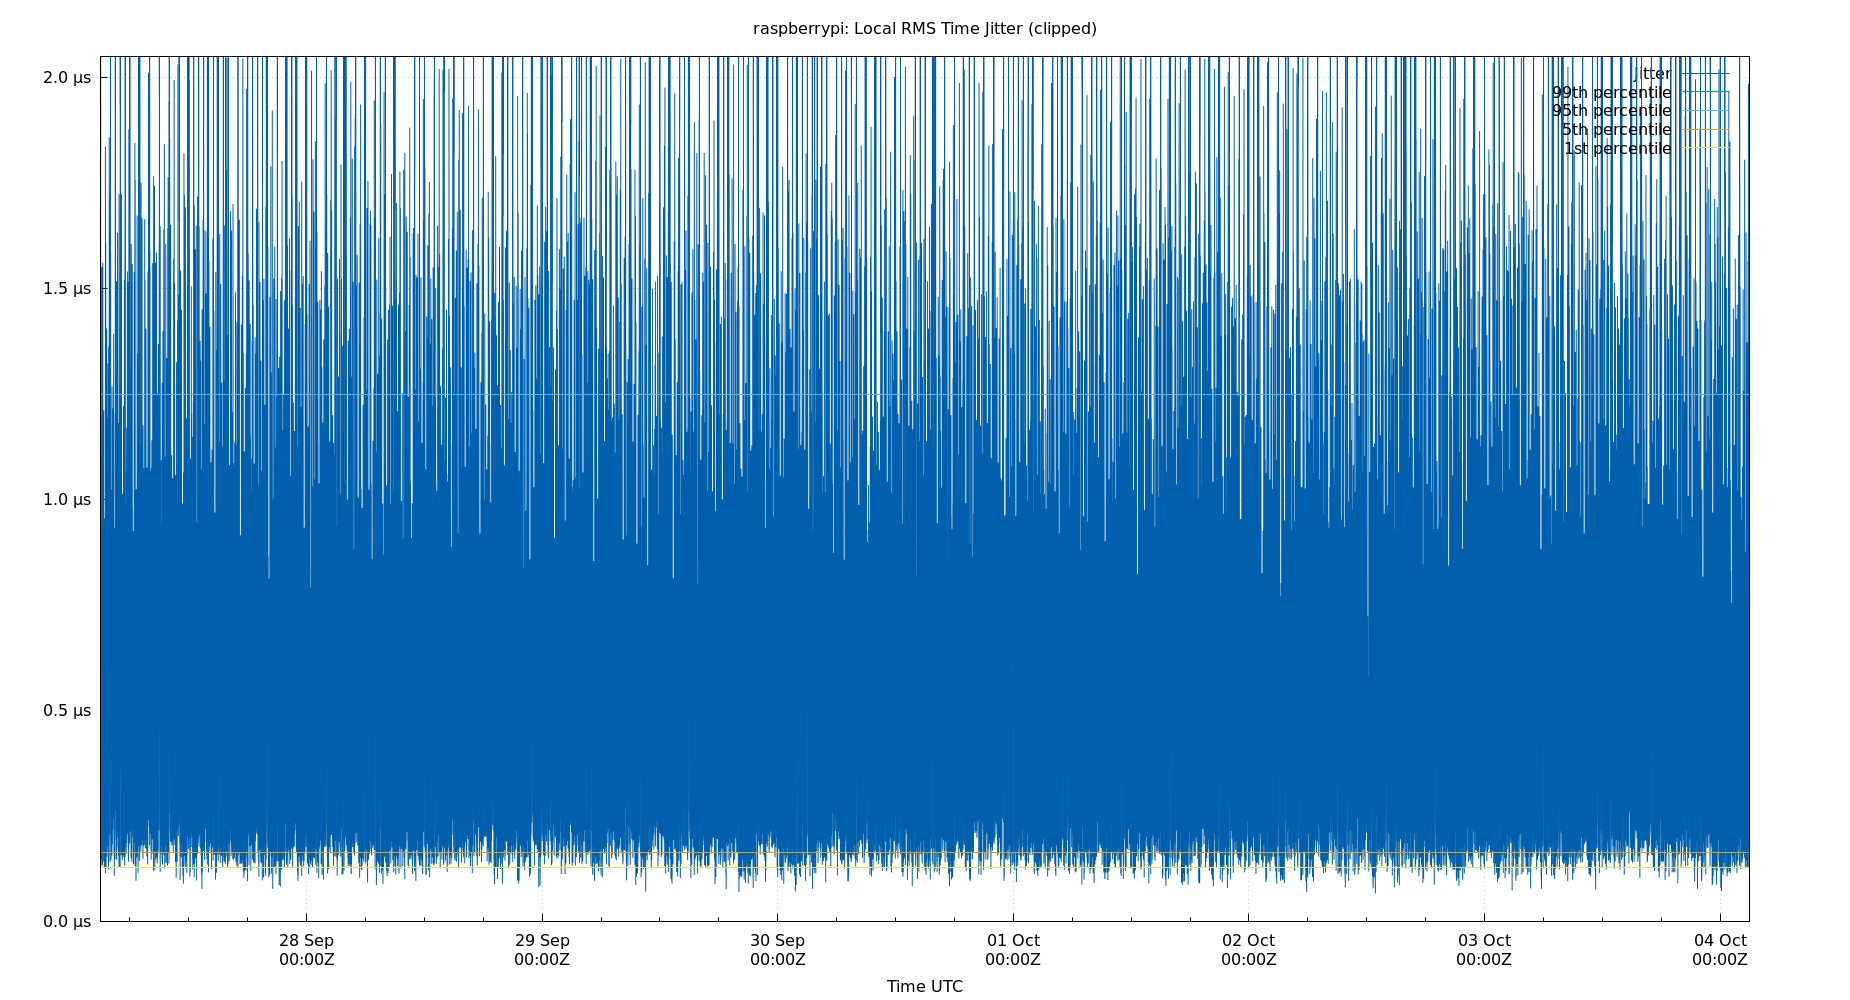 raspberrypi: Local RMS Time Jitter (clipped)
2.0 µs
1.5 µs
1.0 µs
0.5 µs
0.0 µs
jitter
99th percentile
95th percentile
5th percentile
1st percentile
28 Sep 00:00Z
29 Sep 00:00Z
30 Sep 00:00Z
01 Oct 00:00Z
02 Oct 00:00Z
03 Oct 00:00Z
04 Oct 00:00Z
Time UTC